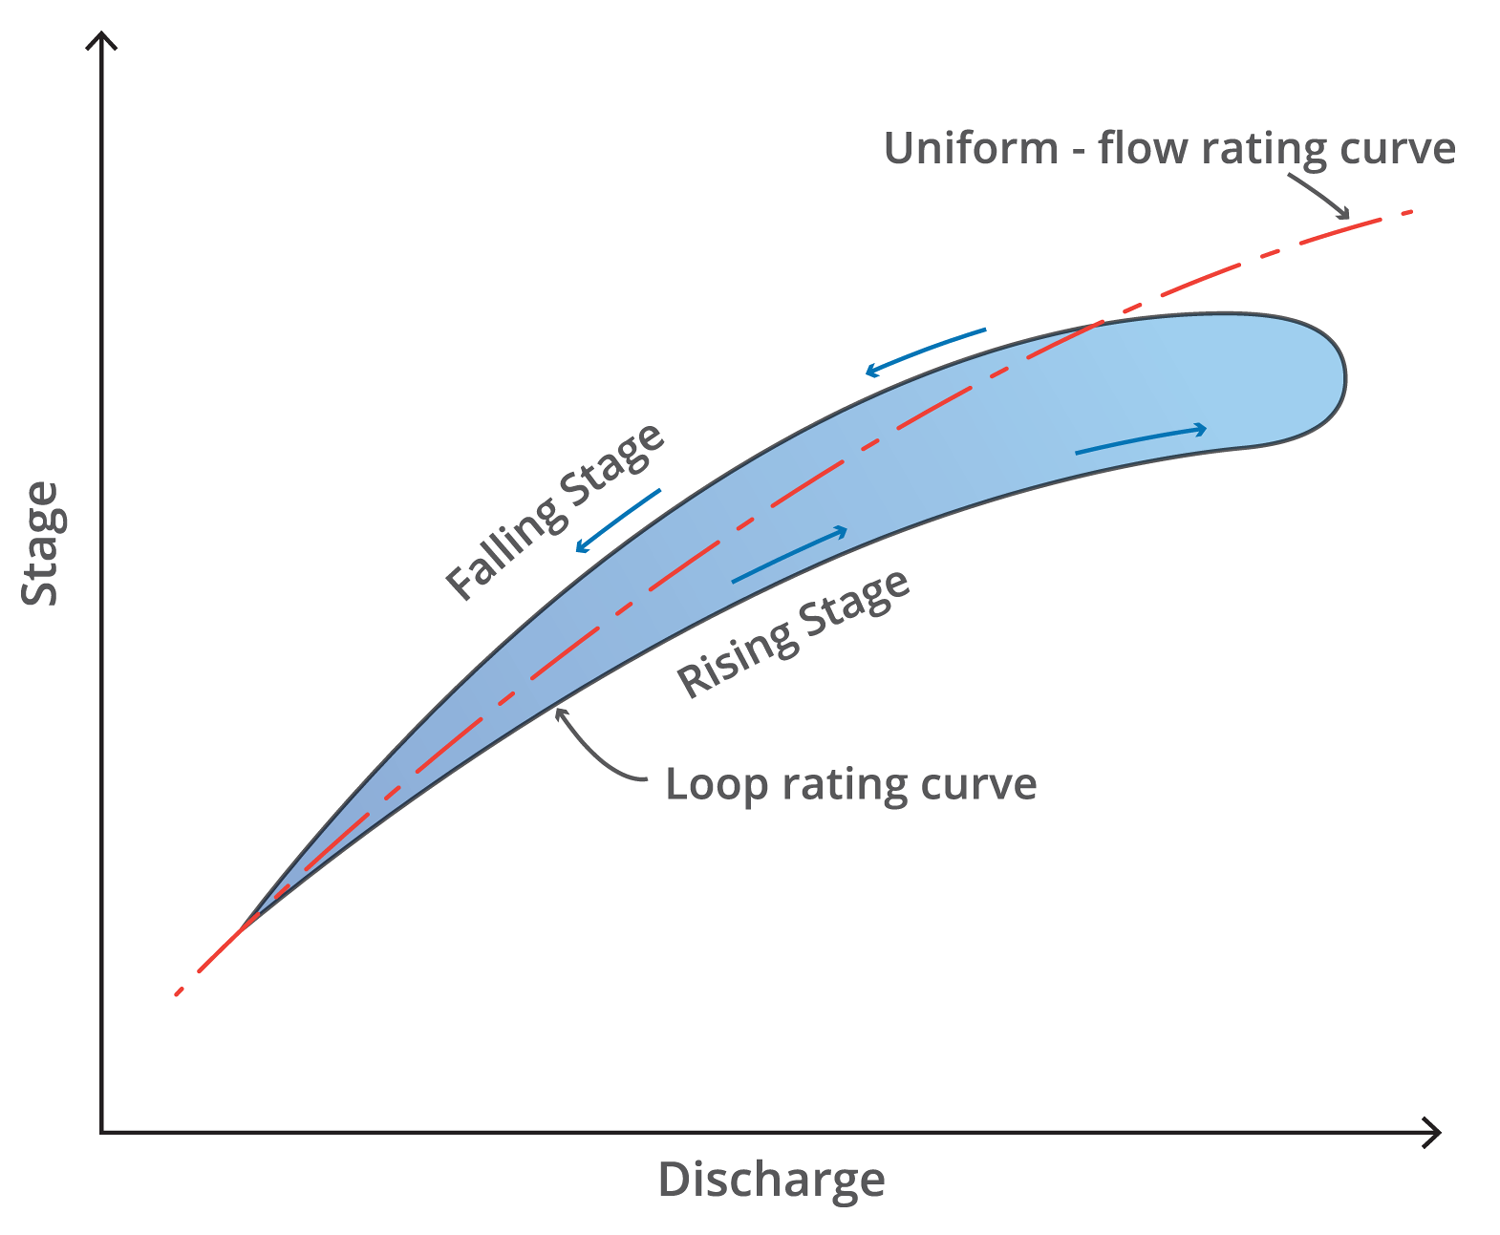 Uniform - flow rating curve
Falling Stage
Stage
Rising Stage
Loop rating curve
Discharge